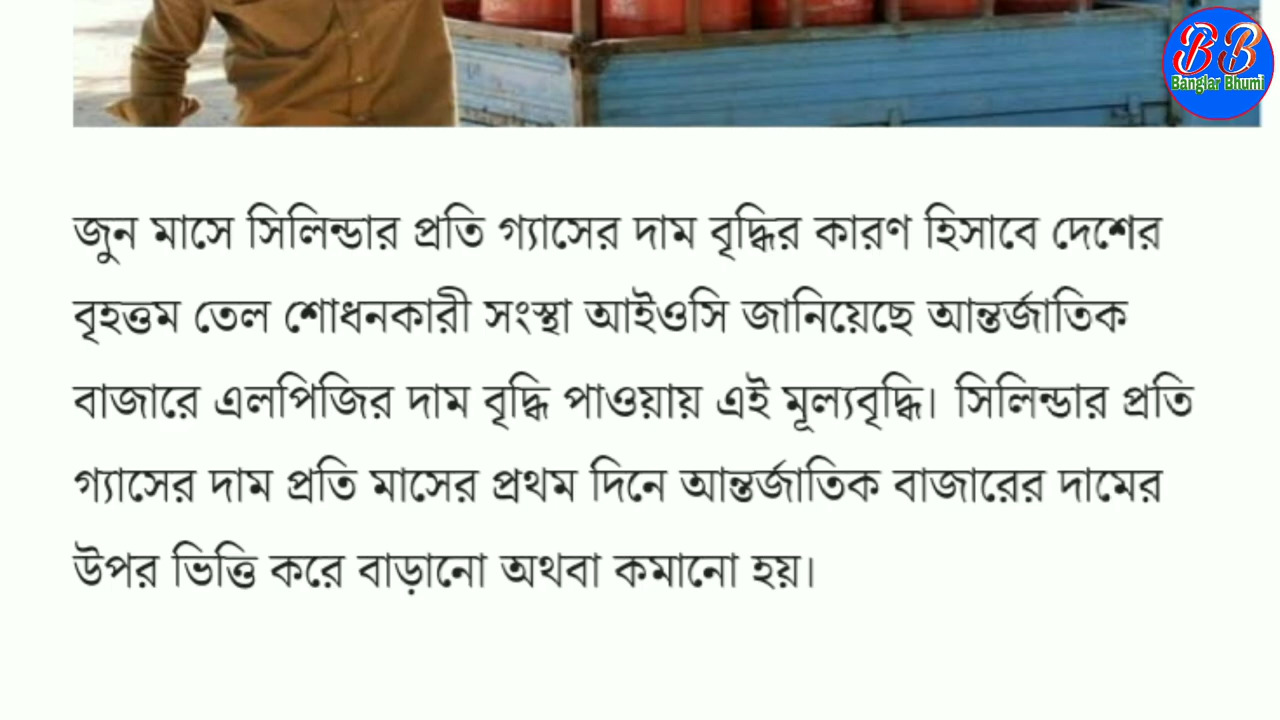 BB
Banglar Bhumi
জুন মাসে সিলিন্ডার প্রতি গ্যাসের দাম বৃদ্ধির কারণ হিসাবে দেশের
বৃহত্তম তেল শোধনকারী সংস্থা আইওসি জানিয়েছে আন্তর্জাতিক
বাজারে এলপিজির দাম বৃদ্ধি পাওয়ায় এই মূল্যবৃদ্ধি। সিলিন্ডার প্রতি
গ্যাসের দাম প্রতি মাসের প্রথম দিনে আন্তর্জাতিক বাজারের দামের
উপর ভিত্তি করে বাড়ানো অথবা কমানো হয়।